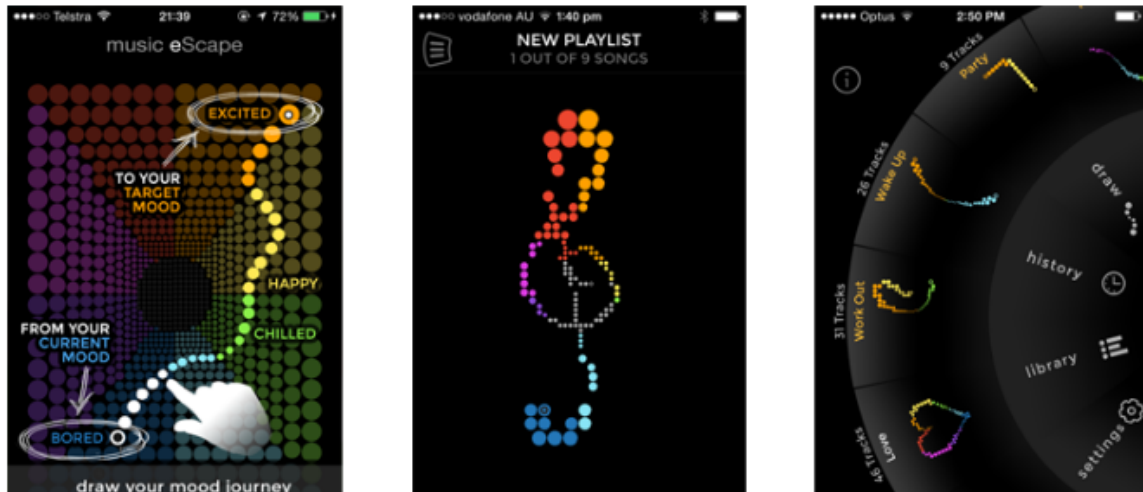 Telstra 21:39 72%
music eScape
EXCITED
TO YOUR
TARGET
MOOD
HAPPY
CHILLED
FROM YOUR
CURRENT
MOOD
BORED
draw your mood journey
vodafone AU 1:40 pm
NEW PLAYLIST
1 OUT OF 9 SONGS
Optus 2:50 PM
9 Tracks
Party
26 Tracks
Wake Up
31 Tracks
Work Out
46 Tracks
Love
draw
history
library
settings